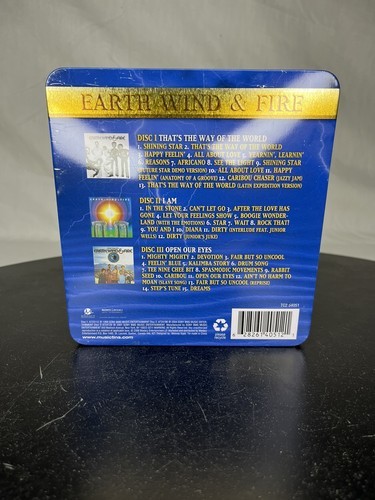 EARTH WIND & FIRE
DISC I THAT'S THE WAY OF THE WORLD
1. SHINING STAR 2. THAT'S THE WAY OF THE WORLD
3. HAPPY FEELIN' 4. ALL ABOUT LOVE 5. YEARNIN', LEARNIN'
6. REASONS 7. AFRICANO 8. SEE THE LIGHT 9. SHINING STAR
(FUTURE STAR DEMO VERSION) 10. ALL ABOUT LOVE 11. HAPPY
FEELIN' (ANATOMY OF A GROOVE) 12. CARIBOU CHASER (JAZZY JAM)
13. THAT'S THE WAY OF THE WORLD (LATIN EXPEDITION VERSION)
DISC II I AM
1. IN THE STONE 2. CAN'T LET GO 3. AFTER THE LOVE HAS
GONE 4. LET YOUR FEELINGS SHOW 5. BOOGIE WONDER-
LAND (WITH THE EMOTIONS) 6. STAR 7. WAIT 8. ROCK THAT!
9. YOU AND I 10. DIANA 11. DIRTY (INTERLUDE FEAT. JUNIOR
WELLS) 12. DIRTY (JUNIOR'S JUKE)
DISC III OPEN OUR EYES
1. MIGHTY MIGHTY 2. DEVOTION 3. FAIR BUT SO UNCOOL
4. FEELIN' BLUE 5. KALIMBA STORY 6. DRUM SONG
7. TEE NINE CHEE BIT 8. SPASMODIC MOVEMENTS 9. RABBIT
SEED 10. CARIBOU 11. OPEN OUR EYES 12. AIN'T NO HARM TO
MOAN (SLAVE SONG) 13. FAIR BUT SO UNCOOL (REPRISE)
14. STEP'S TUNE 15. DREAMS
www.musictins.com